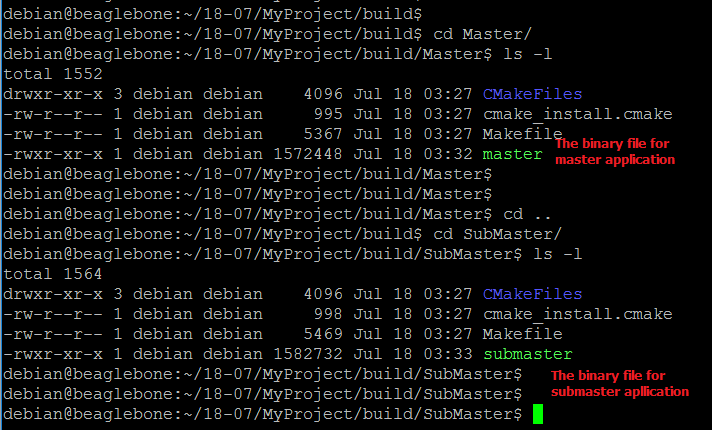 debian@beaglebone:~/18-07/MyProject/build$
debian@beaglebone:~/18-07/MyProject/build$ cd Master/
debian@beaglebone:~/18-07/MyProject/build/Master$ ls -l
total 1552
drwxr-xr-x 3 debian debian    4096 Jul 18 03:27 CMakeFiles
-rw-r--r-- 1 debian debian     995 Jul 18 03:27 cmake_install.cmake
-rw-r--r-- 1 debian debian    5367 Jul 18 03:27 Makefile
-rwxr-xr-x 1 debian debian 1572448 Jul 18 03:32 master
The binary file for
master application
debian@beaglebone:~/18-07/MyProject/build/Master$
debian@beaglebone:~/18-07/MyProject/build/Master$
debian@beaglebone:~/18-07/MyProject/build/Master$ cd ..
debian@beaglebone:~/18-07/MyProject/build$ cd SubMaster/
debian@beaglebone:~/18-07/MyProject/build/SubMaster$ ls -l
total 1564
drwxr-xr-x 3 debian debian    4096 Jul 18 03:27 CMakeFiles
-rw-r--r-- 1 debian debian     998 Jul 18 03:27 cmake_install.cmake
-rw-r--r-- 1 debian debian    5469 Jul 18 03:27 Makefile
-rwxr-xr-x 1 debian debian 1582732 Jul 18 03:33 submaster
debian@beaglebone:~/18-07/MyProject/build/SubMaster$
debian@beaglebone:~/18-07/MyProject/build/SubMaster$
debian@beaglebone:~/18-07/MyProject/build/SubMaster$
The binary file for
submaster apllication